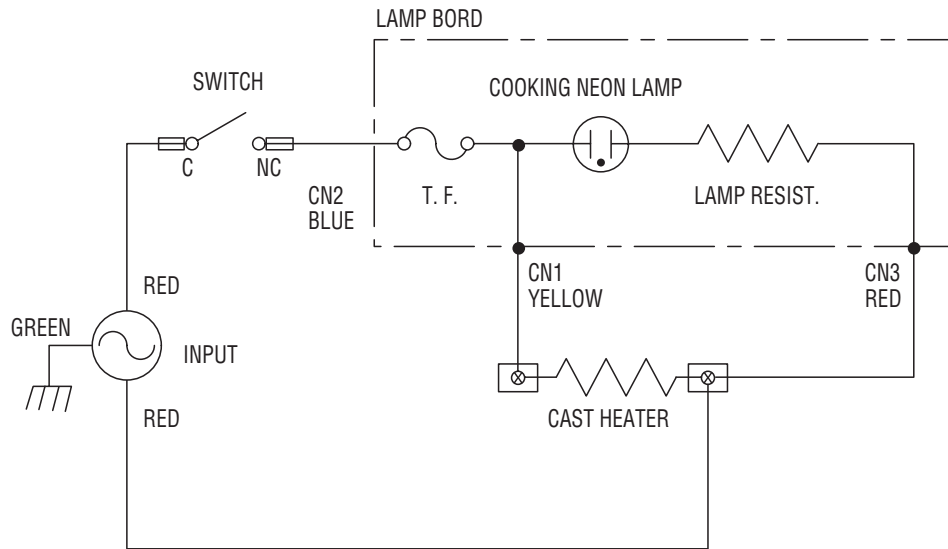 LAMP BORD
SWITCH
COOKING NEON LAMP
C
NC
CN2
BLUE
T. F.
LAMP RESIST.
CN1
YELLOW
CN3
RED
RED
GREEN
INPUT
RED
CAST HEATER